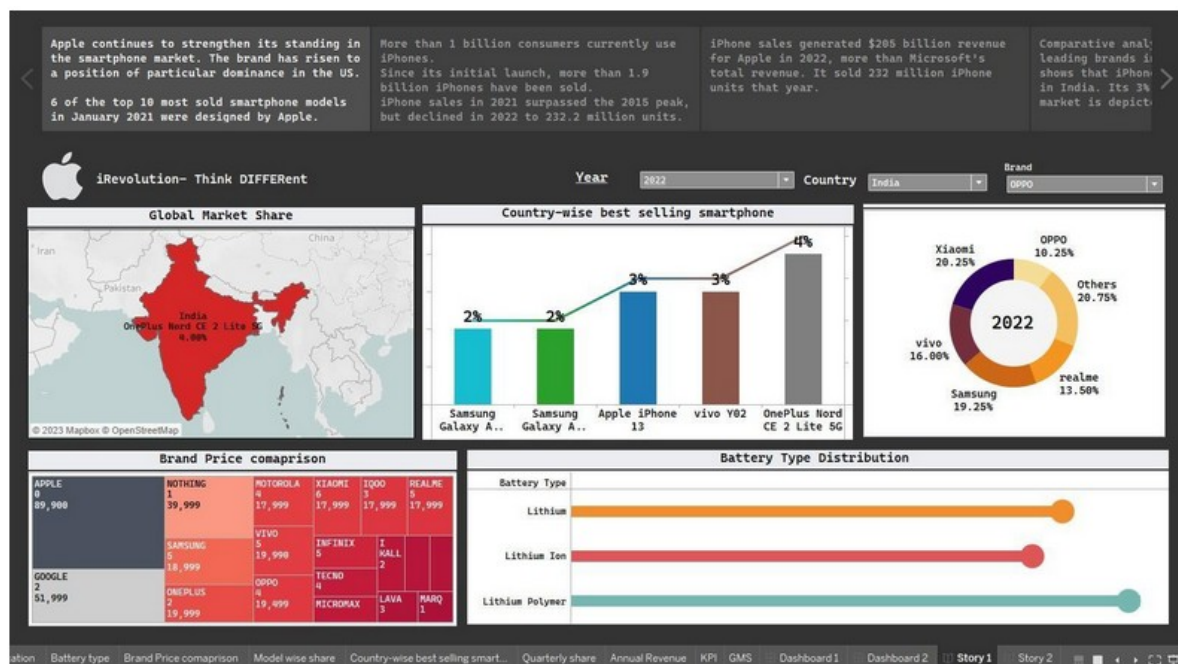 Apple continues to strengthen its standing in
the smartphone market. The brand has risen to
a position of particular dominance in the US.
6 of the top 10 most sold smartphone models
in January 2021 were designed by Apple.
More than 1 billion consumers currently use
iPhones.
Since its initial launch, more than 1.9
billion iPhones have been sold.
iPhone sales in 2021 surpassed the 2015 peak,
but declined in 2022 to 232.2 million units.
iPhone sales generated $205 billion revenue
for Apple in 2022, more than Microsoft's
total revenue. It sold 232 million iPhone
units that year.
Comparative analy
leading brands i
shows that iPhon
in India. Its 3%
market is depict
iRevolution- Think DIFFERent
Year
2022
Country
India
Brand
OPPO
Global Market Share
Iran
China
Pakistan
India
OnePlus Nord CE 2 Lite 5G
4.00%
© 2023 Mapbox © OpenStreetMap
Country-wise best selling smartphone
2%
2%
3%
3%
4%
Samsung
Galaxy A..
Samsung
Galaxy A..
Apple iPhone
13
vivo Y02
OnePlus Nord
CE 2 Lite 5G
OPPO
10.25%
Xiaomi
20.25%
Others
20.75%
2022
vivo
16.00%
realme
13.50%
Samsung
19.25%
Brand Price comaprison
APPLE
0
89,900
GOOGLE
2
51,999
NOTHING
1
39,999
SAMSUNG
5
18,999
ONEPLUS
2
19,999
MOTOROLA
4
17,999
VIVO
5
19,990
OPPO
4
19,499
XIAOMI
6
17,999
IQOO
3
17,999
REALME
5
17,999
INFINIX
5
TECNO
4
MICROMAX
I
KALL
2
LAVA
3
MARQ
1
Battery Type Distribution
Battery Type
Lithium
Lithium Ion
Lithium Polymer
ation Battery type Brand Price comaprison Model wise share Country-wise best selling smart... Quarterly share Annual Revenue KPI GMS Dashboard 1 Dashboard 2 Story 1 Story 2